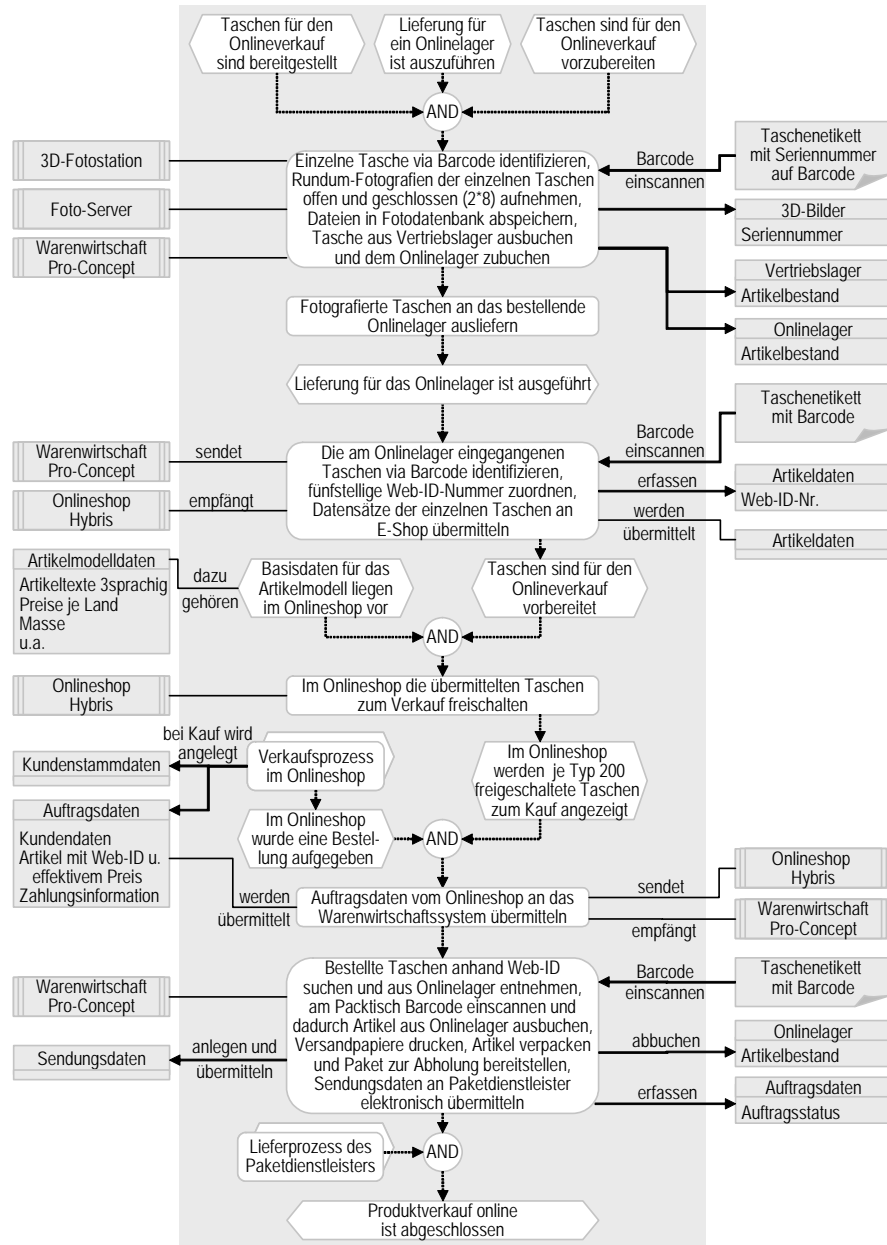 Taschen für den
Onlineverkauf
sind bereitgestellt
Lieferung für
ein Onlinelager
ist auszuführen
Taschen sind für den
Onlineverkauf
vorzubereiten
AND
3D-Fotostation
Foto-Server
Warenwirtschaft
Pro-Concept
Einzelne Tasche via Barcode identifizieren,
Rundum-Fotografien der einzelnen Taschen
offen und geschlossen (2*8) aufnehmen,
Dateien in Fotodatenbank abspeichern,
Tasche aus Vertriebslager ausbuchen
und dem Onlinelager zubuchen
Barcode
einscannen
Taschenetikett
mit Seriennummer
auf Barcode
3D-Bilder
Seriennummer
Vertriebslager
Artikelbestand
Onlinelager
Artikelbestand
Fotografierte Taschen an das bestellende
Onlinelager ausliefern
Lieferung für das Onlinelager ist ausgeführt
Warenwirtschaft
Pro-Concept
sendet
Onlineshop
Hybris
empfängt
Die am Onlinelager eingegangenen
Taschen via Barcode identifizieren,
fünfstellige Web-ID-Nummer zuordnen,
Datensätze der einzelnen Taschen an
E-Shop übermitteln
Barcode
einscannen
Taschenetikett
mit Barcode
erfassen
Artikeldaten
Web-ID-Nr.
werden
übermittelt
Artikeldaten
Artikelmodelldaten
Artikeltexte 3sprachig
Preise je Land
Masse
u.a.
dazu
gehören
Basisdaten für das
Artikelmodell liegen
im Onlineshop vor
Taschen sind für den
Onlineverkauf
vorbereitet
AND
Onlineshop
Hybris
Im Onlineshop die übermittelten Taschen
zum Verkauf freischalten
bei Kauf wird
angelegt
Kundenstammdaten
Verkaufsprozess
im Onlineshop
Im Onlineshop
werden je Typ 200
freigeschaltete Taschen
zum Kauf angezeigt
Auftragsdaten
Kundendaten
Artikel mit Web-ID u.
effektivem Preis
Zahlungsinformation
Im Onlineshop
wurde eine Bestel-
lung aufgegeben
AND
werden
übermittelt
Auftragsdaten vom Onlineshop an das
Warenwirtschaftssystem übermitteln
sendet
Onlineshop
Hybris
empfängt
Warenwirtschaft
Pro-Concept
Warenwirtschaft
Pro-Concept
Sendungsdaten
anlegen und
übermitteln
Bestellte Taschen anhand Web-ID
suchen und aus Onlinelager entnehmen,
am Packtisch Barcode einscannen und
dadurch Artikel aus Onlinelager ausbuchen,
Versandpapiere drucken, Artikel verpacken
und Paket zur Abholung bereitstellen,
Sendungsdaten an Paketdienstleister
elektronisch übermitteln
Barcode
einscannen
Taschenetikett
mit Barcode
abbuchen
Onlinelager
Artikelbestand
erfassen
Auftragsdaten
Auftragsstatus
Lieferprozess des
Paketdienstleisters
AND
Produktverkauf online
ist abgeschlossen